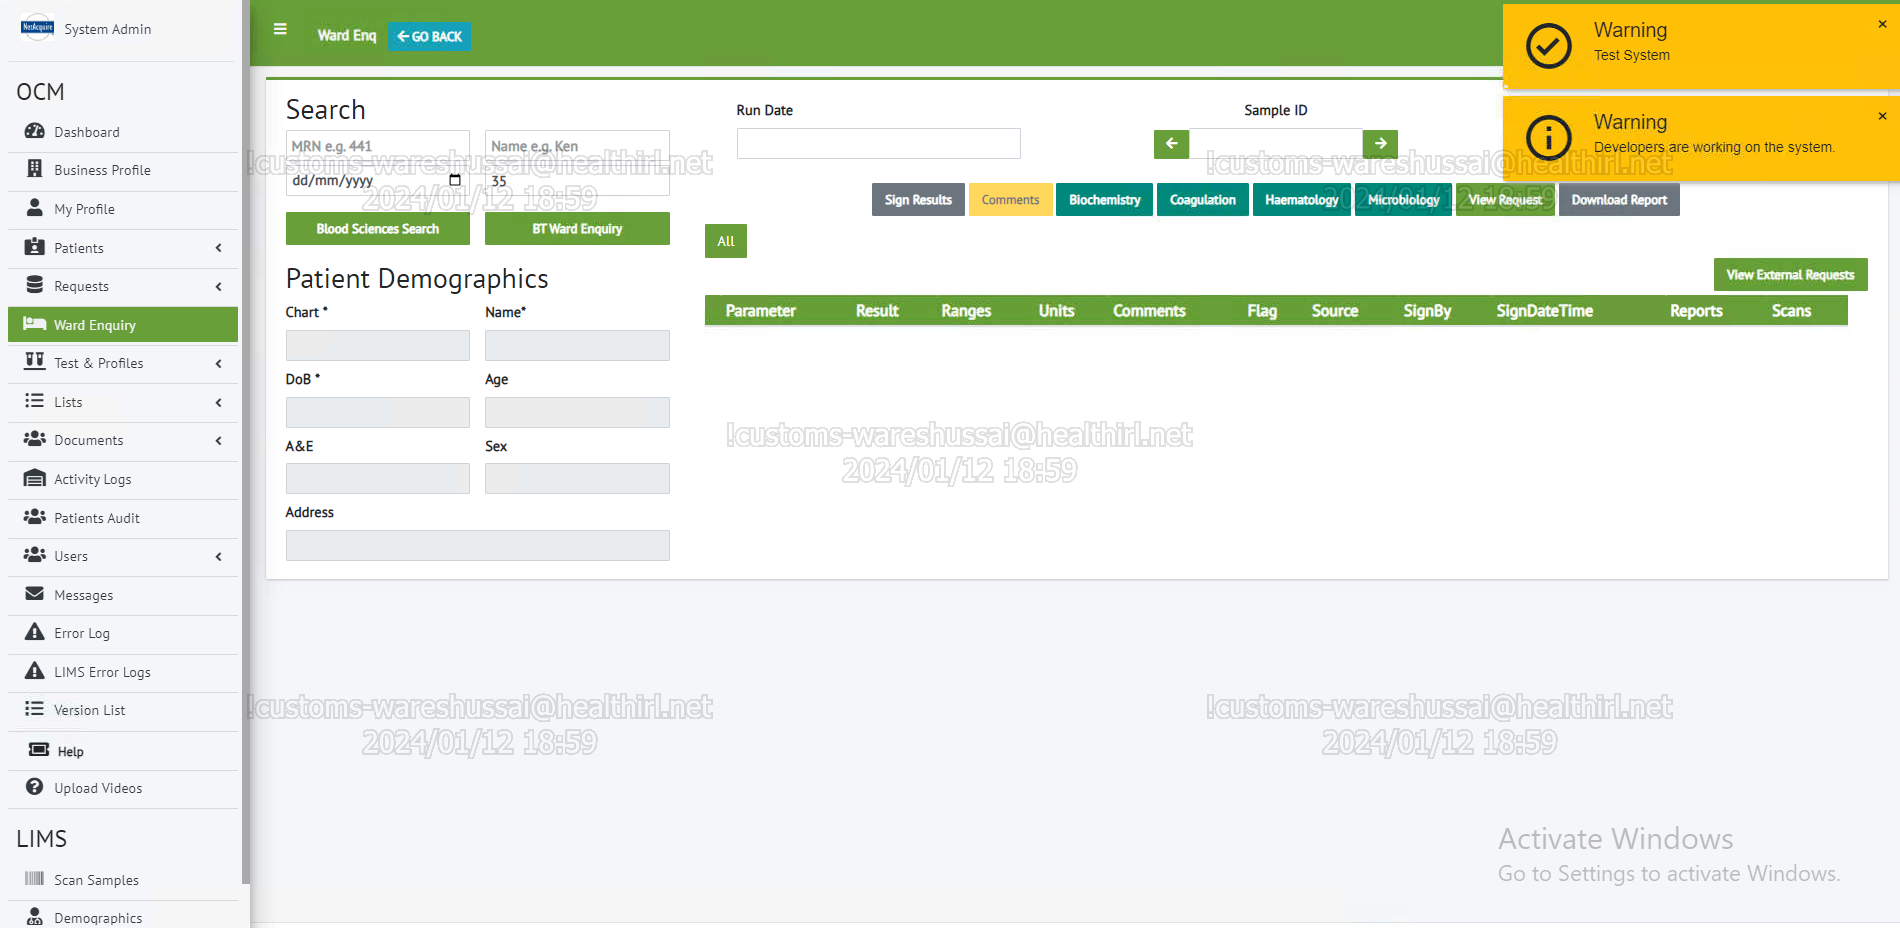 NetAcquire
System Admin
OCM
Dashboard
Business Profile
My Profile
Patients
Requests
Ward Enquiry
Test & Profiles
Lists
Documents
Activity Logs
Patients Audit
Users
Messages
Error Log
LIMS Error Logs
Version List
Help
Upload Videos
LIMS
Scan Samples
Demographics
Ward Enq
GO BACK
Warning
Test System
Warning
Developers are working on the system.
Search
MRN e.g. 441
Name e.g. Ken
dd/mm/yyyy
35
Blood Sciences Search
BT Ward Enquiry
Patient Demographics
Chart *
Name*
DoB *
Age
A&E
Sex
Address
Run Date
Sample ID
Sign Results
Comments
Biochemistry
Coagulation
Haematology
Microbiology
View Request
Download Report
All
View External Requests
Parameter Result Ranges Units Comments Flag Source SignBy SignDateTime Reports Scans
!customs-wareshussai@healthirl.net
2024/01/12 18:59
!customs-wareshussai@healthirl.net
2024/01/12 18:59
!customs-wareshussai@healthirl.net
2024/01/12 18:59
!customs-wareshussai@healthirl.net
2024/01/12 18:59
!customs-wareshussai@healthirl.net
2024/01/12 18:59
Activate Windows
Go to Settings to activate Windows.